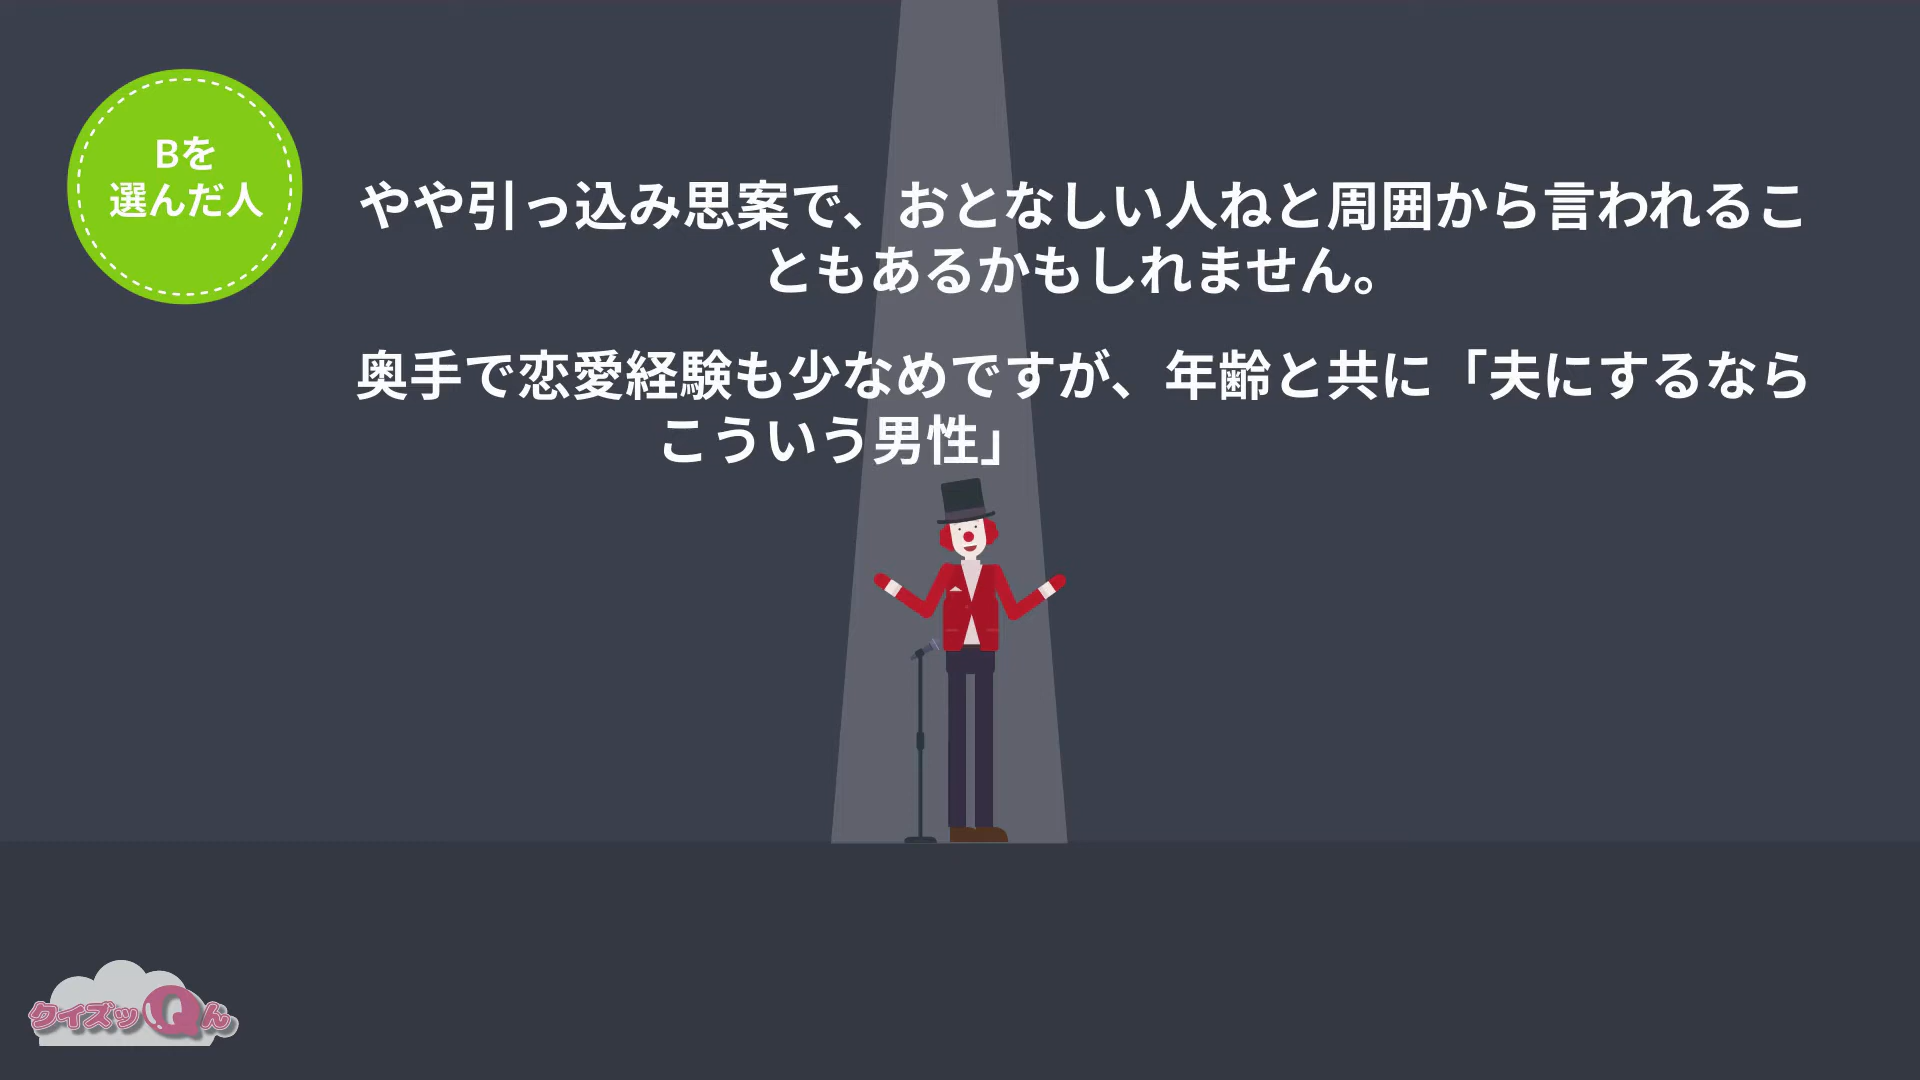 Bを
選んだ人
やや引っ込み思案で、おとなしい人ねと周囲から言われるこ
ともあるかもしれません。
奥手で恋愛経験も少なめですが、年齢と共に「夫にするなら
こういう男性」
クイズッQん